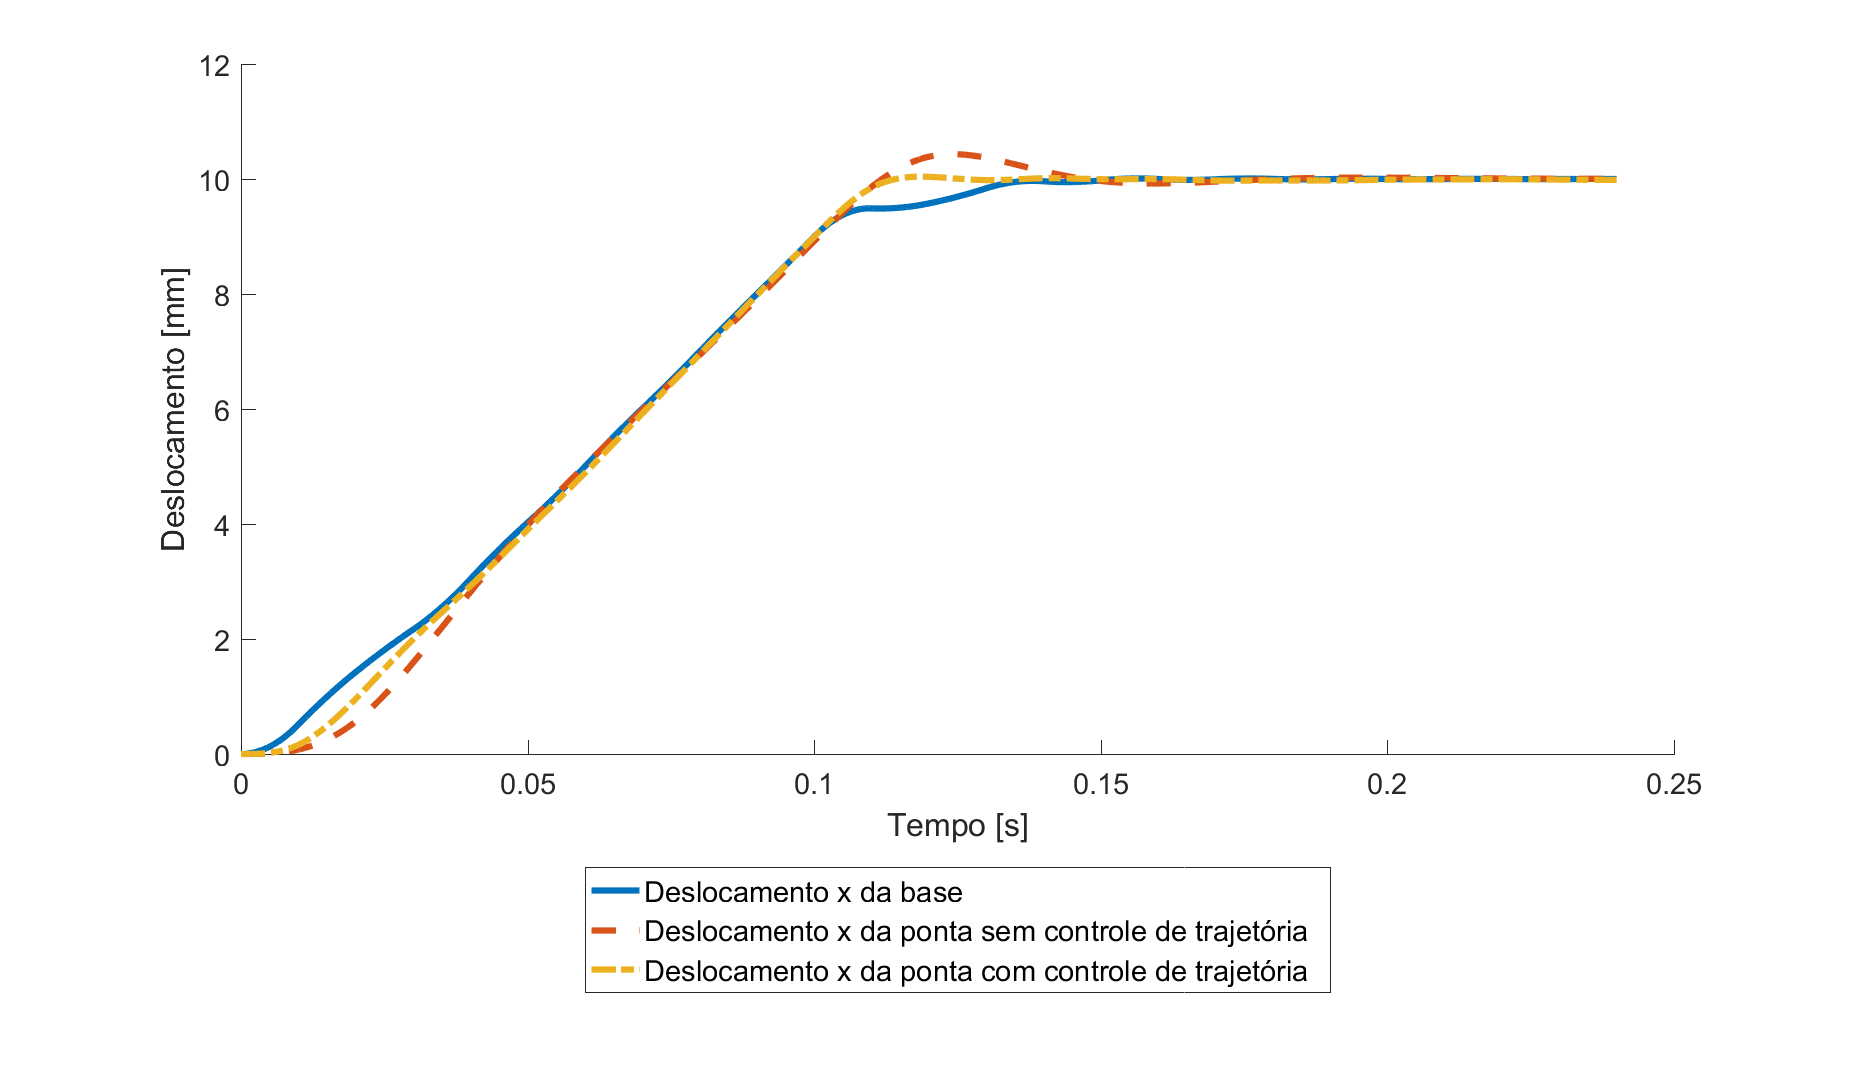 12
10
8
6
4
2
0
Deslocamento [mm]
0 0.05 0.1 0.15 0.2 0.25
Tempo [s]
Deslocamento x da base
Deslocamento x da ponta sem controle de trajetória
Deslocamento x da ponta com controle de trajetória